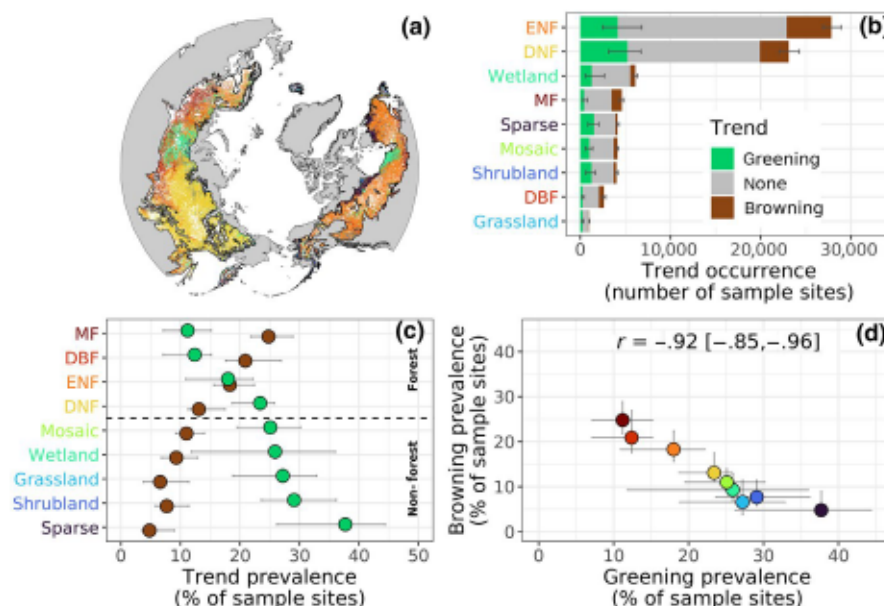 (a)
(b)
ENF
DNF
Wetland
MF
Sparse
Mosaic
Shrubland
DBF
Grassland
Trend
Greening
None
Browning
0
10,000
20,000
30,000
Trend occurrence
(number of sample sites)
(c)
MF
DBF
ENF
DNF
Mosaic
Wetland
Grassland
Shrubland
Sparse
Forest
Non-forest
0
10
20
30
40
50
Trend prevalence
(% of sample sites)
(d)
r = –.92 [–.85,–.96]
Browning prevalence
(% of sample sites)
40
30
20
10
0
0
10
20
30
40
Greening prevalence
(% of sample sites)